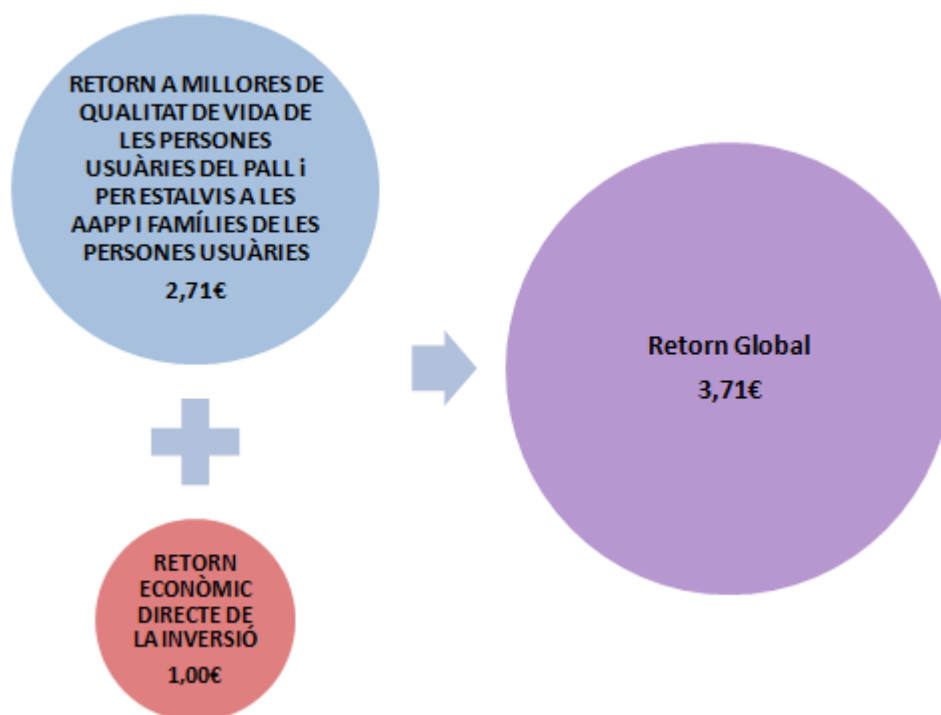 RETORN A MILLORES DE
QUALITAT DE VIDA DE
LES PERSONES
USUÀRIES DEL PALL i
PER ESTALVIS A LES
AAPP I FAMÍLIES DE LES
PERSONES USUÀRIES
2,71€
RETORN
ECONÒMIC
DIRECTE DE
LA INVERSIÓ
1,00€
Retorn Global
3,71€